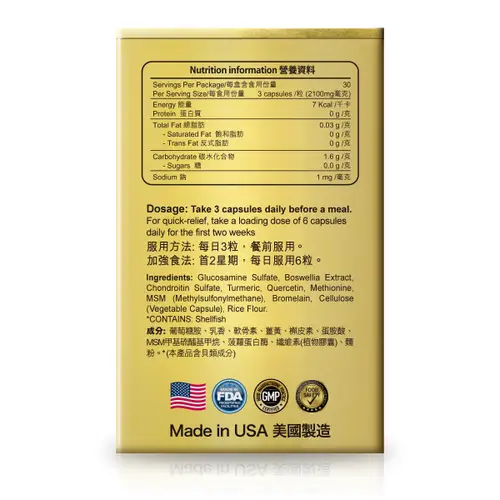 Nutrition information 營養資料
Servings Per Package/每盒含食用份量 30
Per Serving Size/每食用份量 3 capsules /粒 (2100mg毫克)
Energy 能量 7 Kcal /千卡
Protein 蛋白質 0 g /克
Total Fat 總脂肪 0.03 g /克
- Saturated Fat 飽和脂肪 0 g /克
- Trans Fat 反式脂肪 0 g /克
Carbohydrate 碳水化合物 1.6 g /克
- Sugars 糖 0.0 g /克
Sodium 鈉 1 mg /毫克
Dosage: Take 3 capsules daily before a meal.
For quick-relief, take a loading dose of 6 capsules
daily for the first two weeks
服用方法: 每日3粒，餐前服用。
加強食法: 首2星期，每日服用6粒。
Ingredients: Glucosamine Sulfate, Boswellia Extract,
Chondroitin Sulfate, Turmeric, Quercetin, Methionine,
MSM (Methylsulfonylmethane), Bromelain, Cellulose
(Vegetable Capsule), Rice Flour.
*CONTAINS: Shellfish
成分: 葡萄糖胺、乳香、軟骨素、薑黃、槲皮素、蛋胺酸、
MSM甲基硫醯基甲烷、菠蘿蛋白酶、纖維素(植物膠囊)、麵
粉。*(本產品含貝類成分)
FDA
GMP
FOOD
SAFETY
Made in USA 美國製造